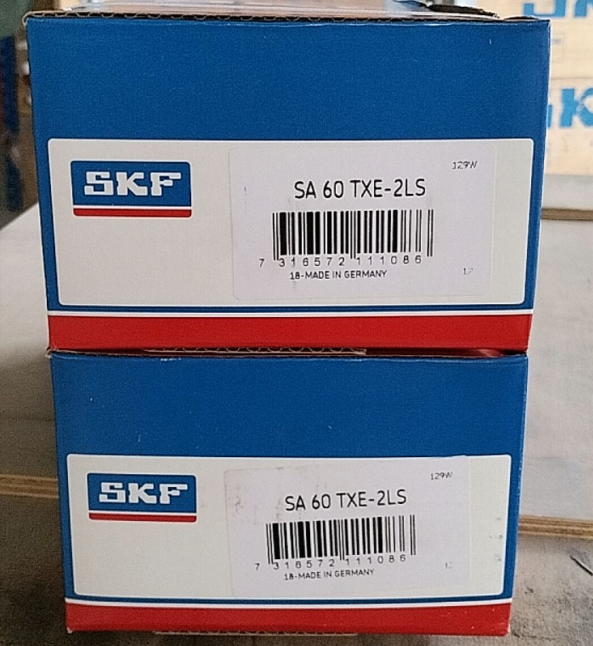 SKF
129W
SA 60 TXE-2LS
7 316572 111086
18-MADE IN GERMANY
12
SKF
129W
SA 60 TXE-2LS
7 316572 111086
18-MADE IN GERMANY